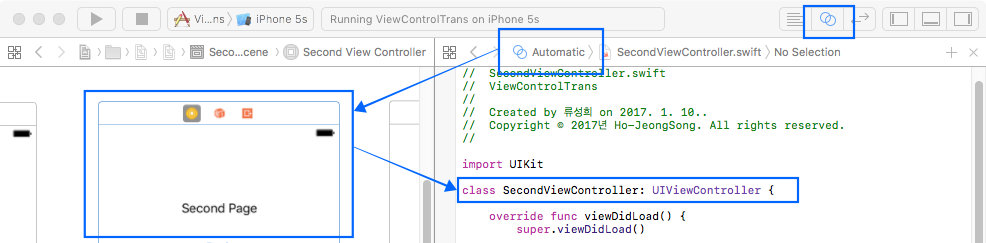 Vi...ns
iPhone 5s
Running ViewControlTrans on iPhone 5s
Seco...cene
Second View Controller
Automatic
SecondViewController.swift
No Selection
// SecondViewController.swift
// ViewControlTrans
//
// Created by 류성희 on 2017. 1. 10..
// Copyright © 2017년 Ho-JeongSong. All rights reserved.
//
import UIKit
class SecondViewController: UIViewController {
override func viewDidLoad() {
super.viewDidLoad()
Second Page